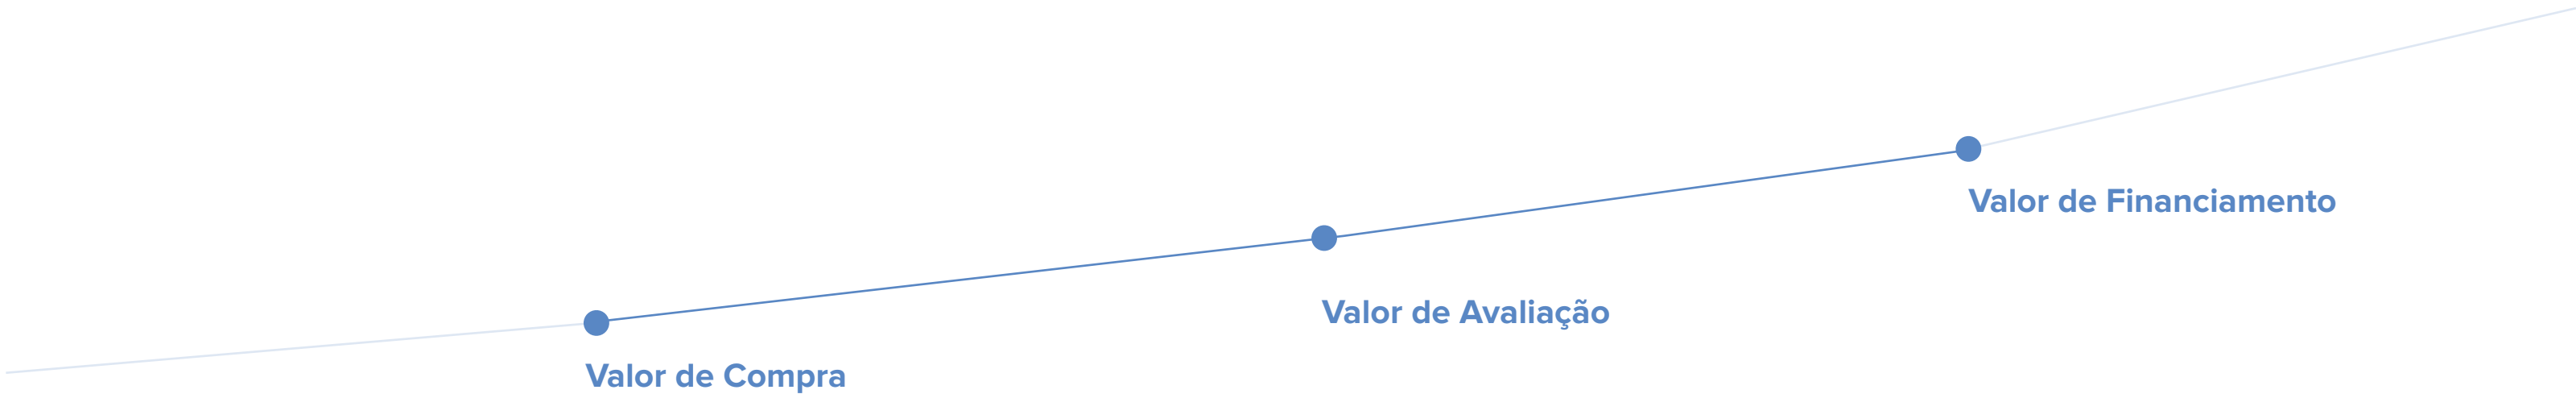 Valor de Financiamento
Valor de Avaliação
Valor de Compra